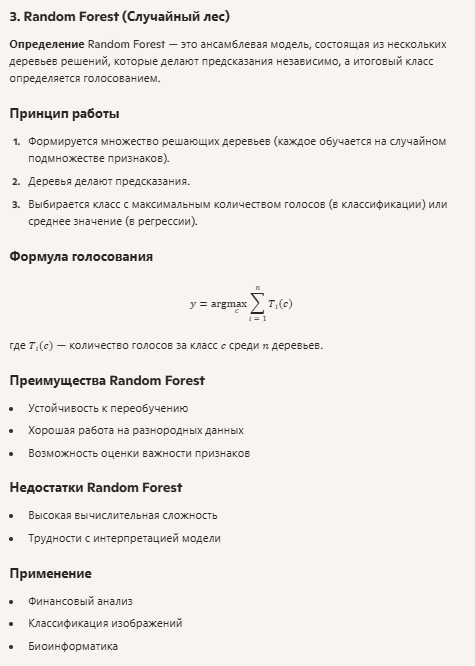 3. Random Forest (Случайный лес)
Определение Random Forest — это ансамблевая модель, состоящая из нескольких
деревьев решений, которые делают предсказания независимо, а итоговый класс
определяется голосованием.
Принцип работы
1. Формируется множество решающих деревьев (каждое обучается на случайном
подмножестве признаков).
2. Деревья делают предсказания.
3. Выбирается класс с максимальным количеством голосов (в классификации) или
среднее значение (в регрессии).
Формула голосования
y = argmax_c ∑_{i = 1}^{n} T_i(c)
где T_i(c) — количество голосов за класс c среди n деревьев.
Преимущества Random Forest
• Устойчивость к переобучению
• Хорошая работа на разнородных данных
• Возможность оценки важности признаков
Недостатки Random Forest
• Высокая вычислительная сложность
• Трудности с интерпретацией модели
Применение
• Финансовый анализ
• Классификация изображений
• Биоинформатика